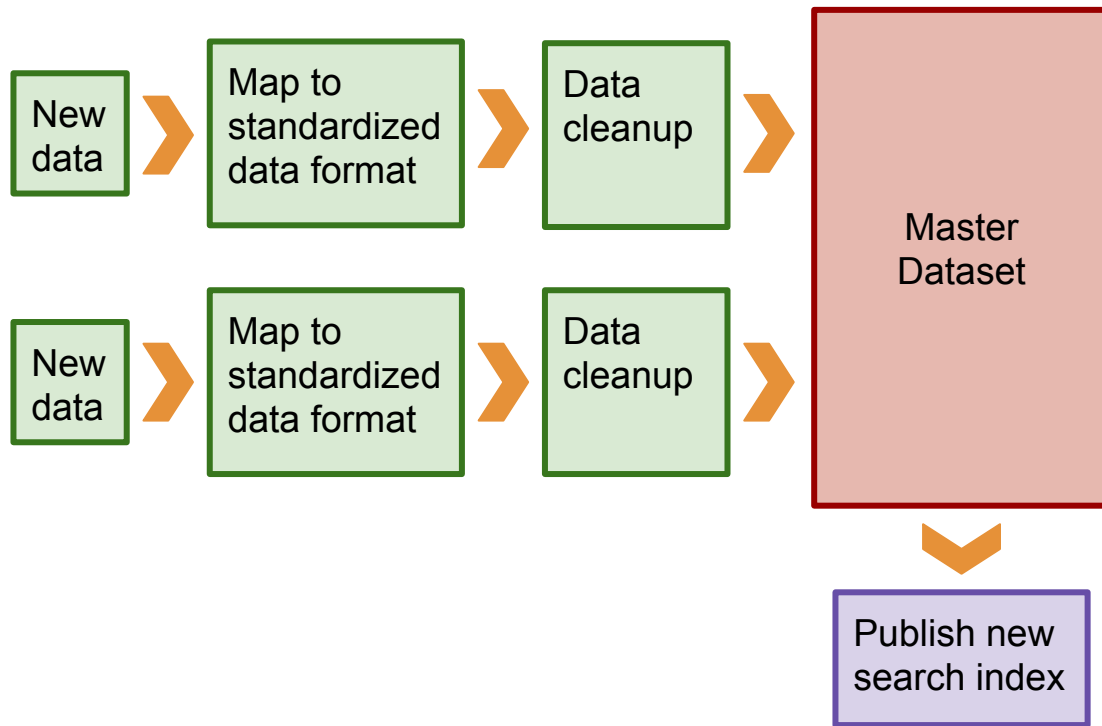 New
data
Map to
standardized
data format
Data
cleanup
Master
Dataset
New
data
Map to
standardized
data format
Data
cleanup
Publish new
search index